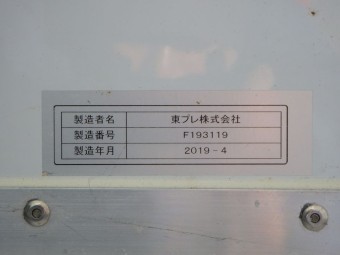 製造者名 東プレ株式会社
製造番号 F193119
製造年月 2019-4